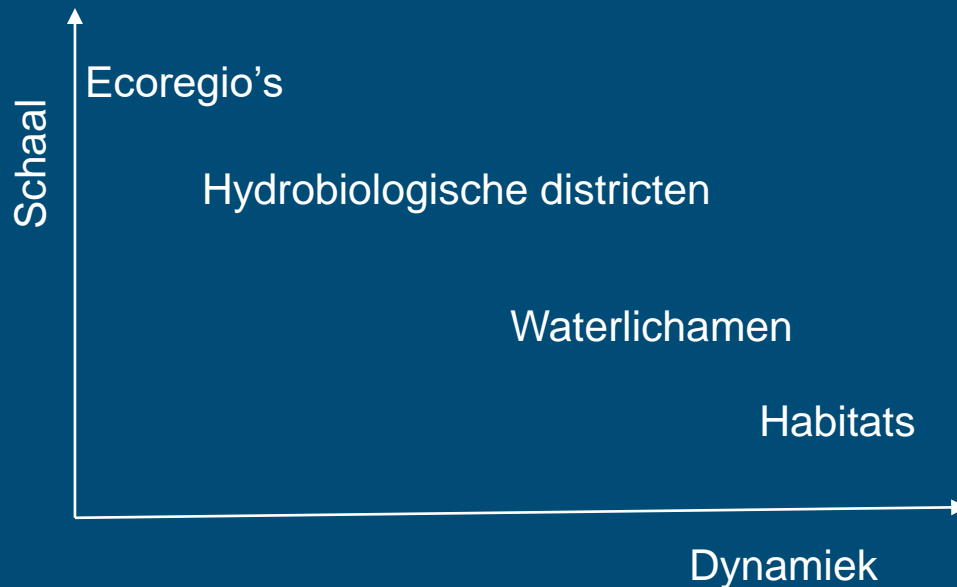 Schaal
Ecoregio’s
Hydrobiologische districten
Waterlichamen
Habitats
Dynamiek